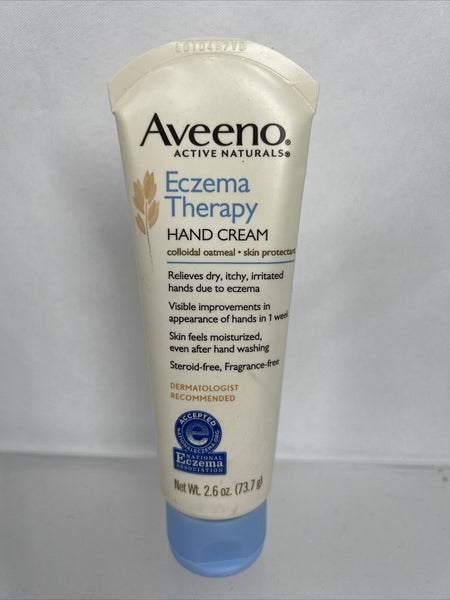 Aveeno®
ACTIVE NATURALS®
Eczema
Therapy
HAND CREAM
colloidal oatmeal • skin protectant
Relieves dry, itchy, irritated
hands due to eczema
Visible improvements in
appearance of hands in 1 week
Skin feels moisturized,
even after hand washing
Steroid-free, Fragrance-free
DERMATOLOGIST
RECOMMENDED
ACCEPTED
NATIONALECZEMA.ORG
NATIONAL
Eczema
ASSOCIATION
Net Wt. 2.6 oz. (73.7 g)